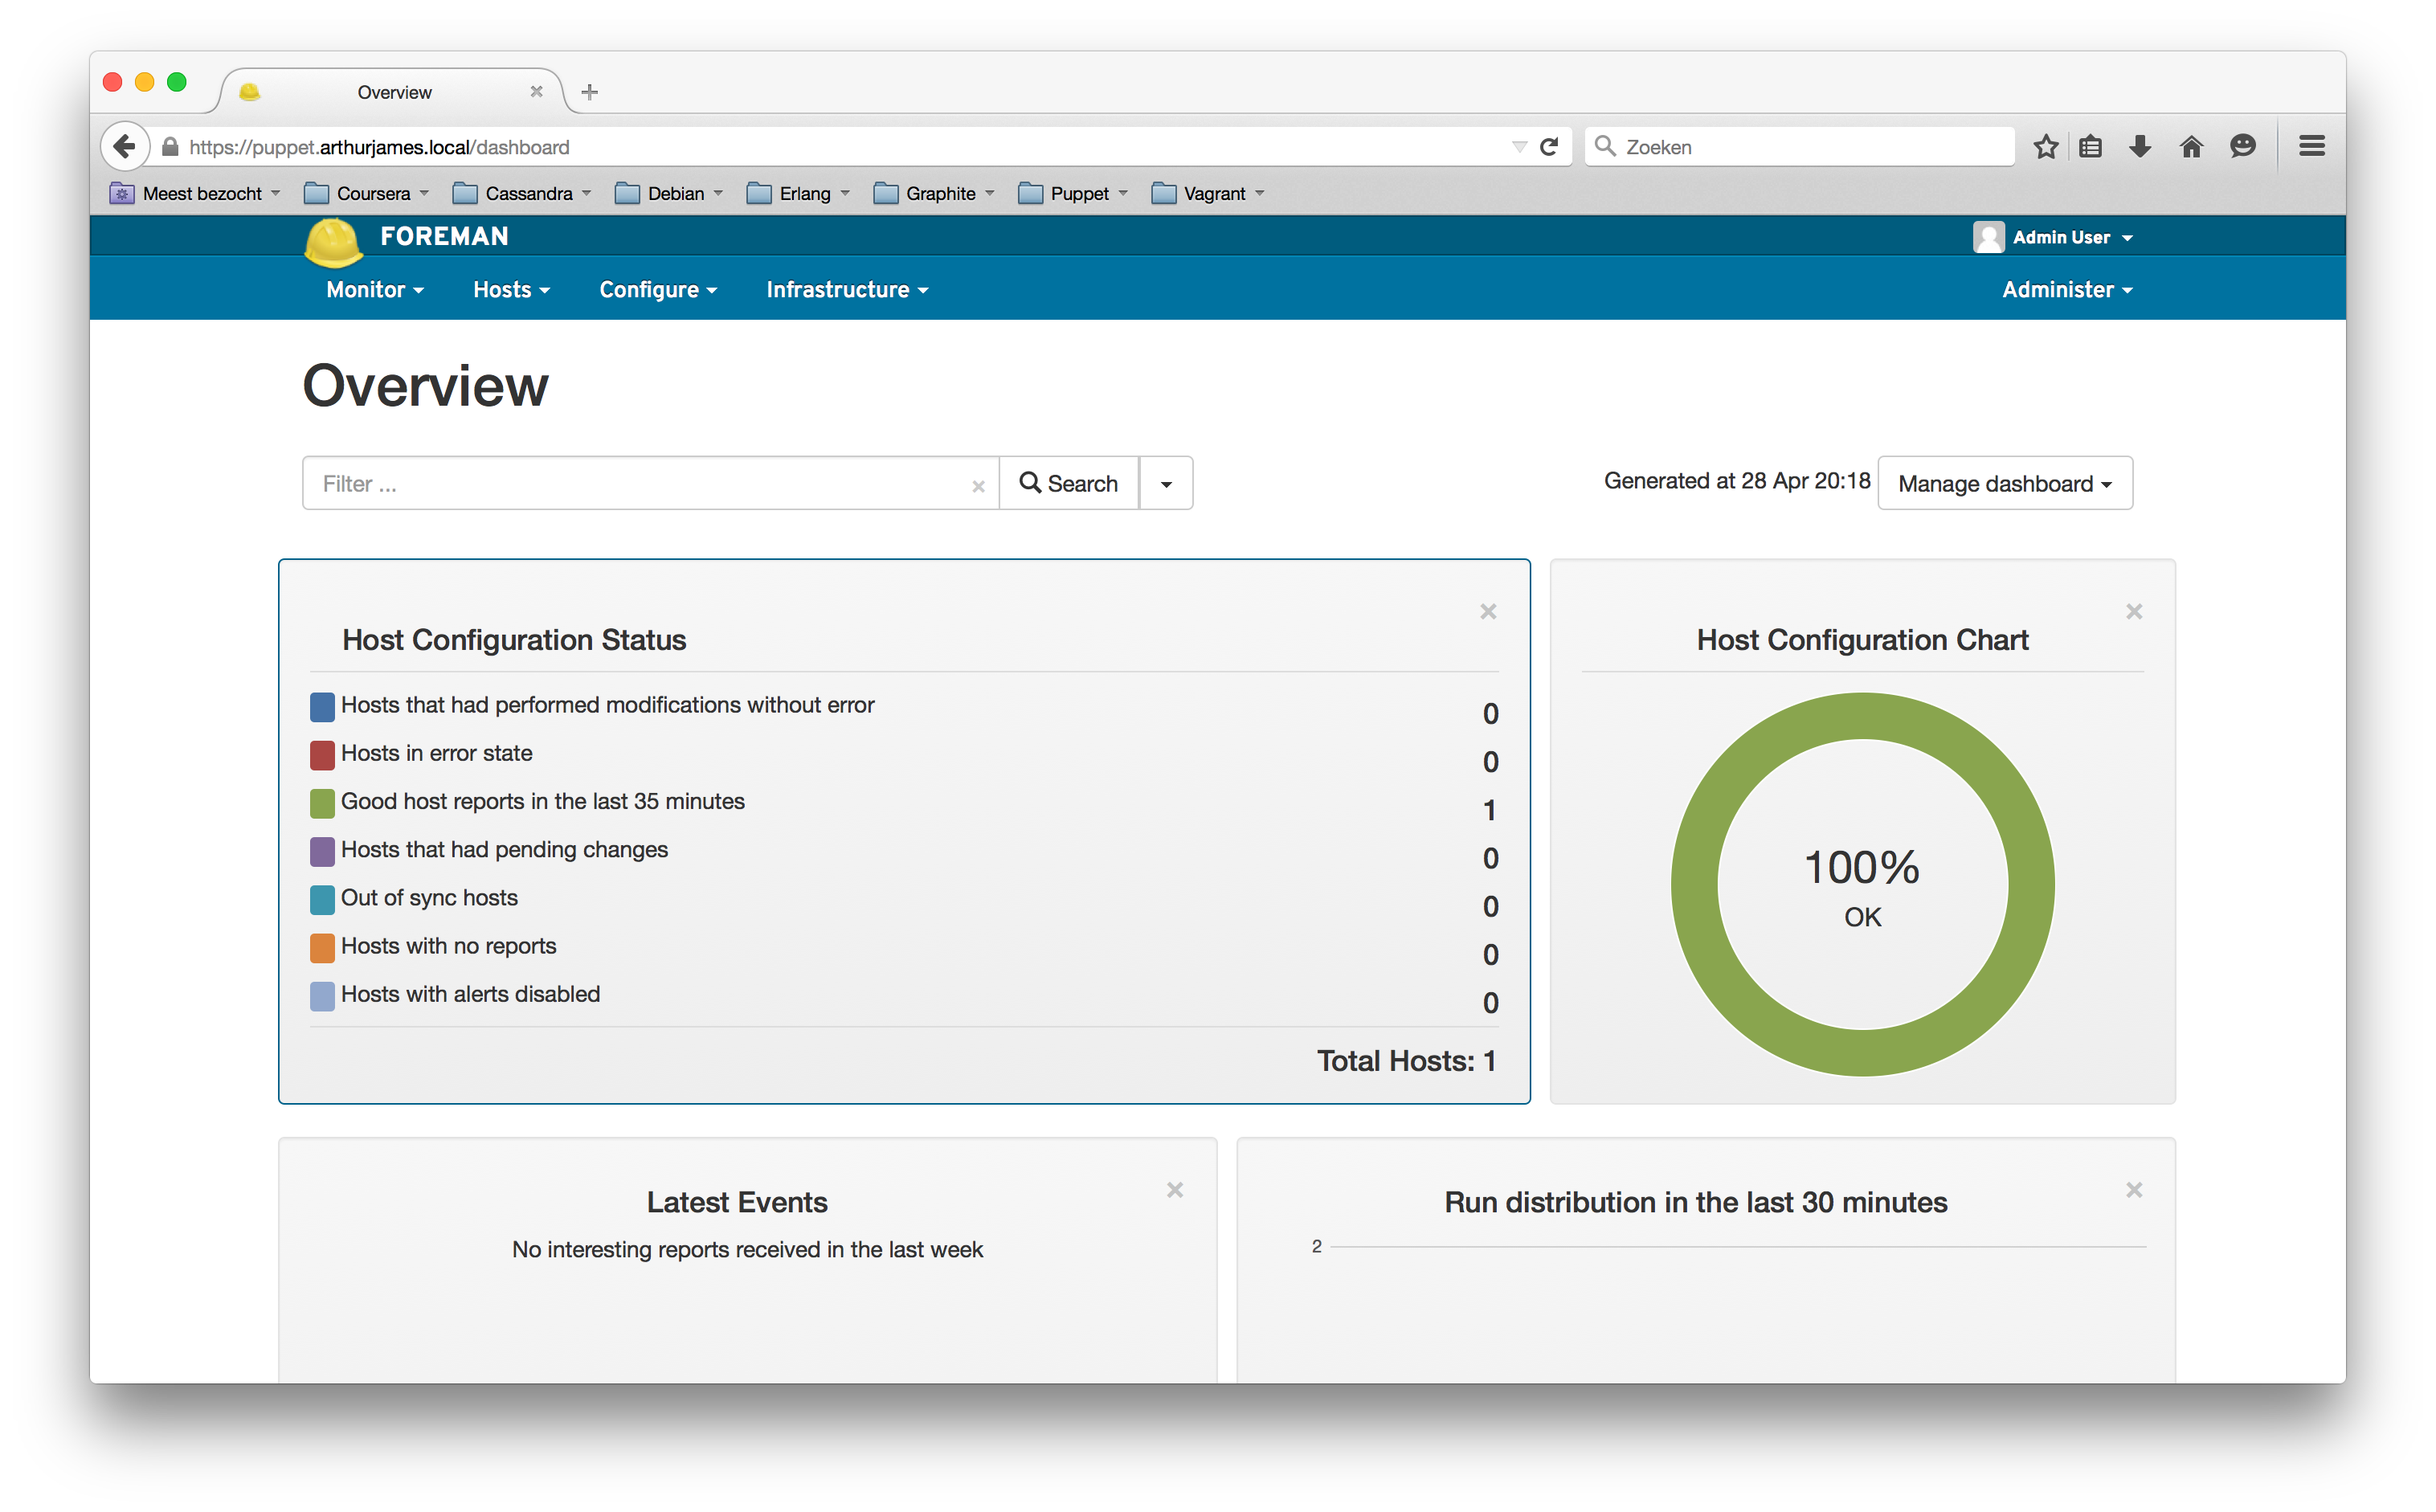 Overview
https://puppet.arthurjames.local/dashboard
Zoeken
Meest bezocht Coursera Cassandra Debian Erlang Graphite Puppet Vagrant
FOREMAN
Admin User
Monitor Hosts Configure Infrastructure Administer
Overview
Filter ...
Search
Generated at 28 Apr 20:18
Manage dashboard
Host Configuration Status
Hosts that had performed modifications without error 0
Hosts in error state 0
Good host reports in the last 35 minutes 1
Hosts that had pending changes 0
Out of sync hosts 0
Hosts with no reports 0
Hosts with alerts disabled 0
Total Hosts: 1
Host Configuration Chart
100%
OK
Latest Events
No interesting reports received in the last week
Run distribution in the last 30 minutes
2